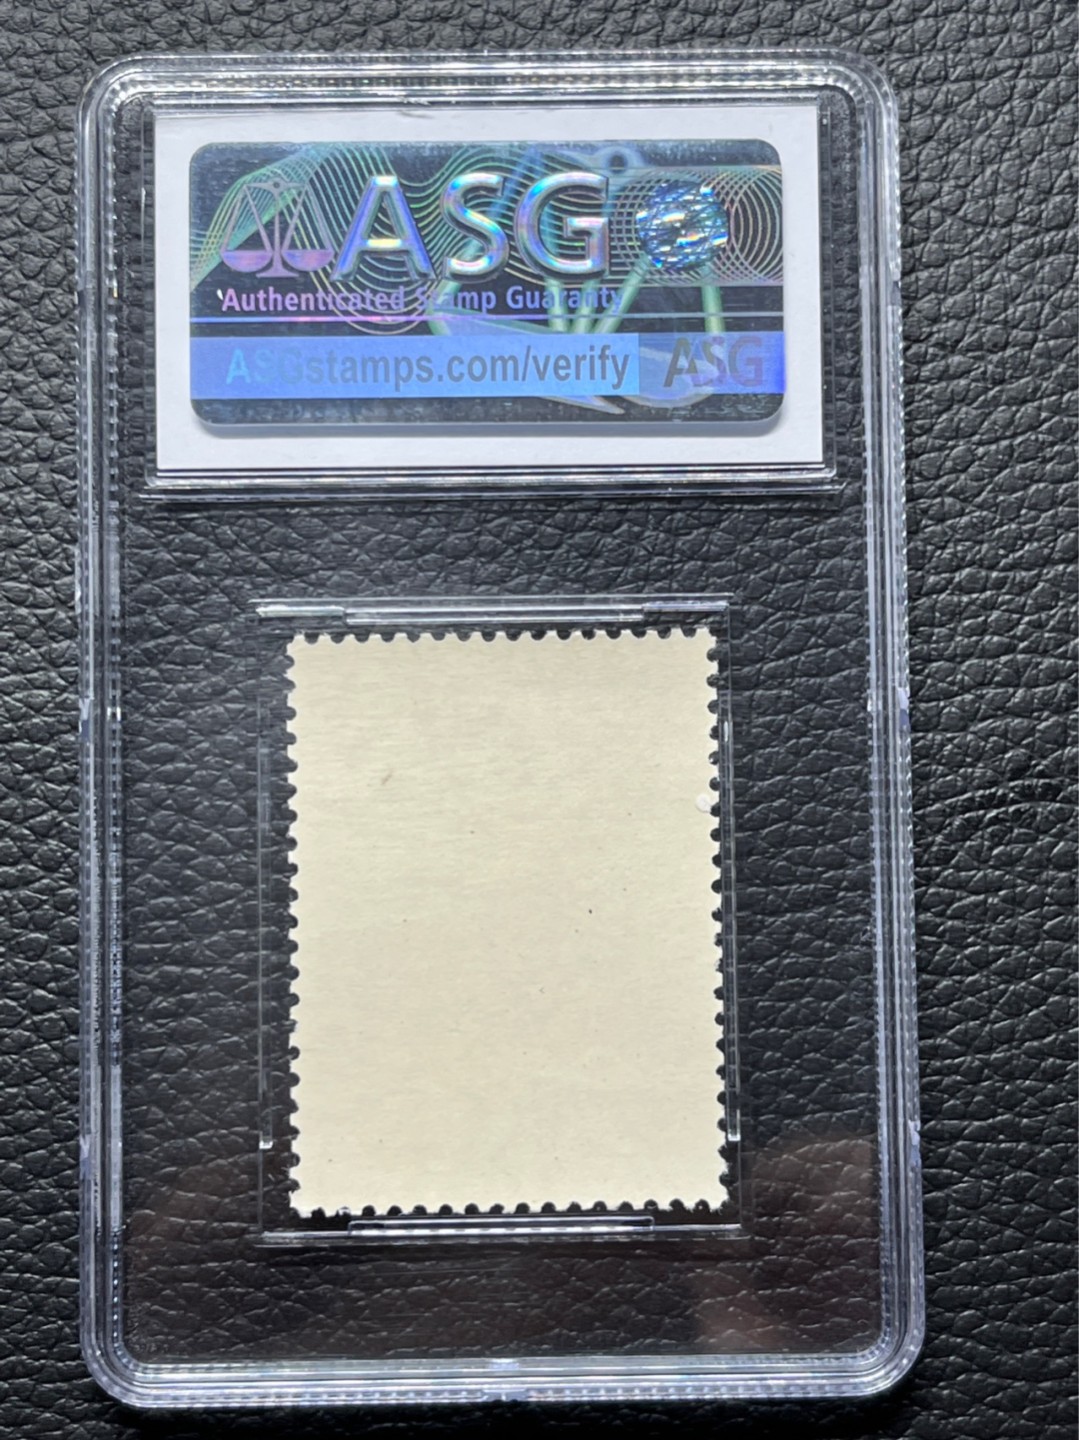 ASG
Authenticated Stamp Guaranty
ASGstamps.com/verify ASG